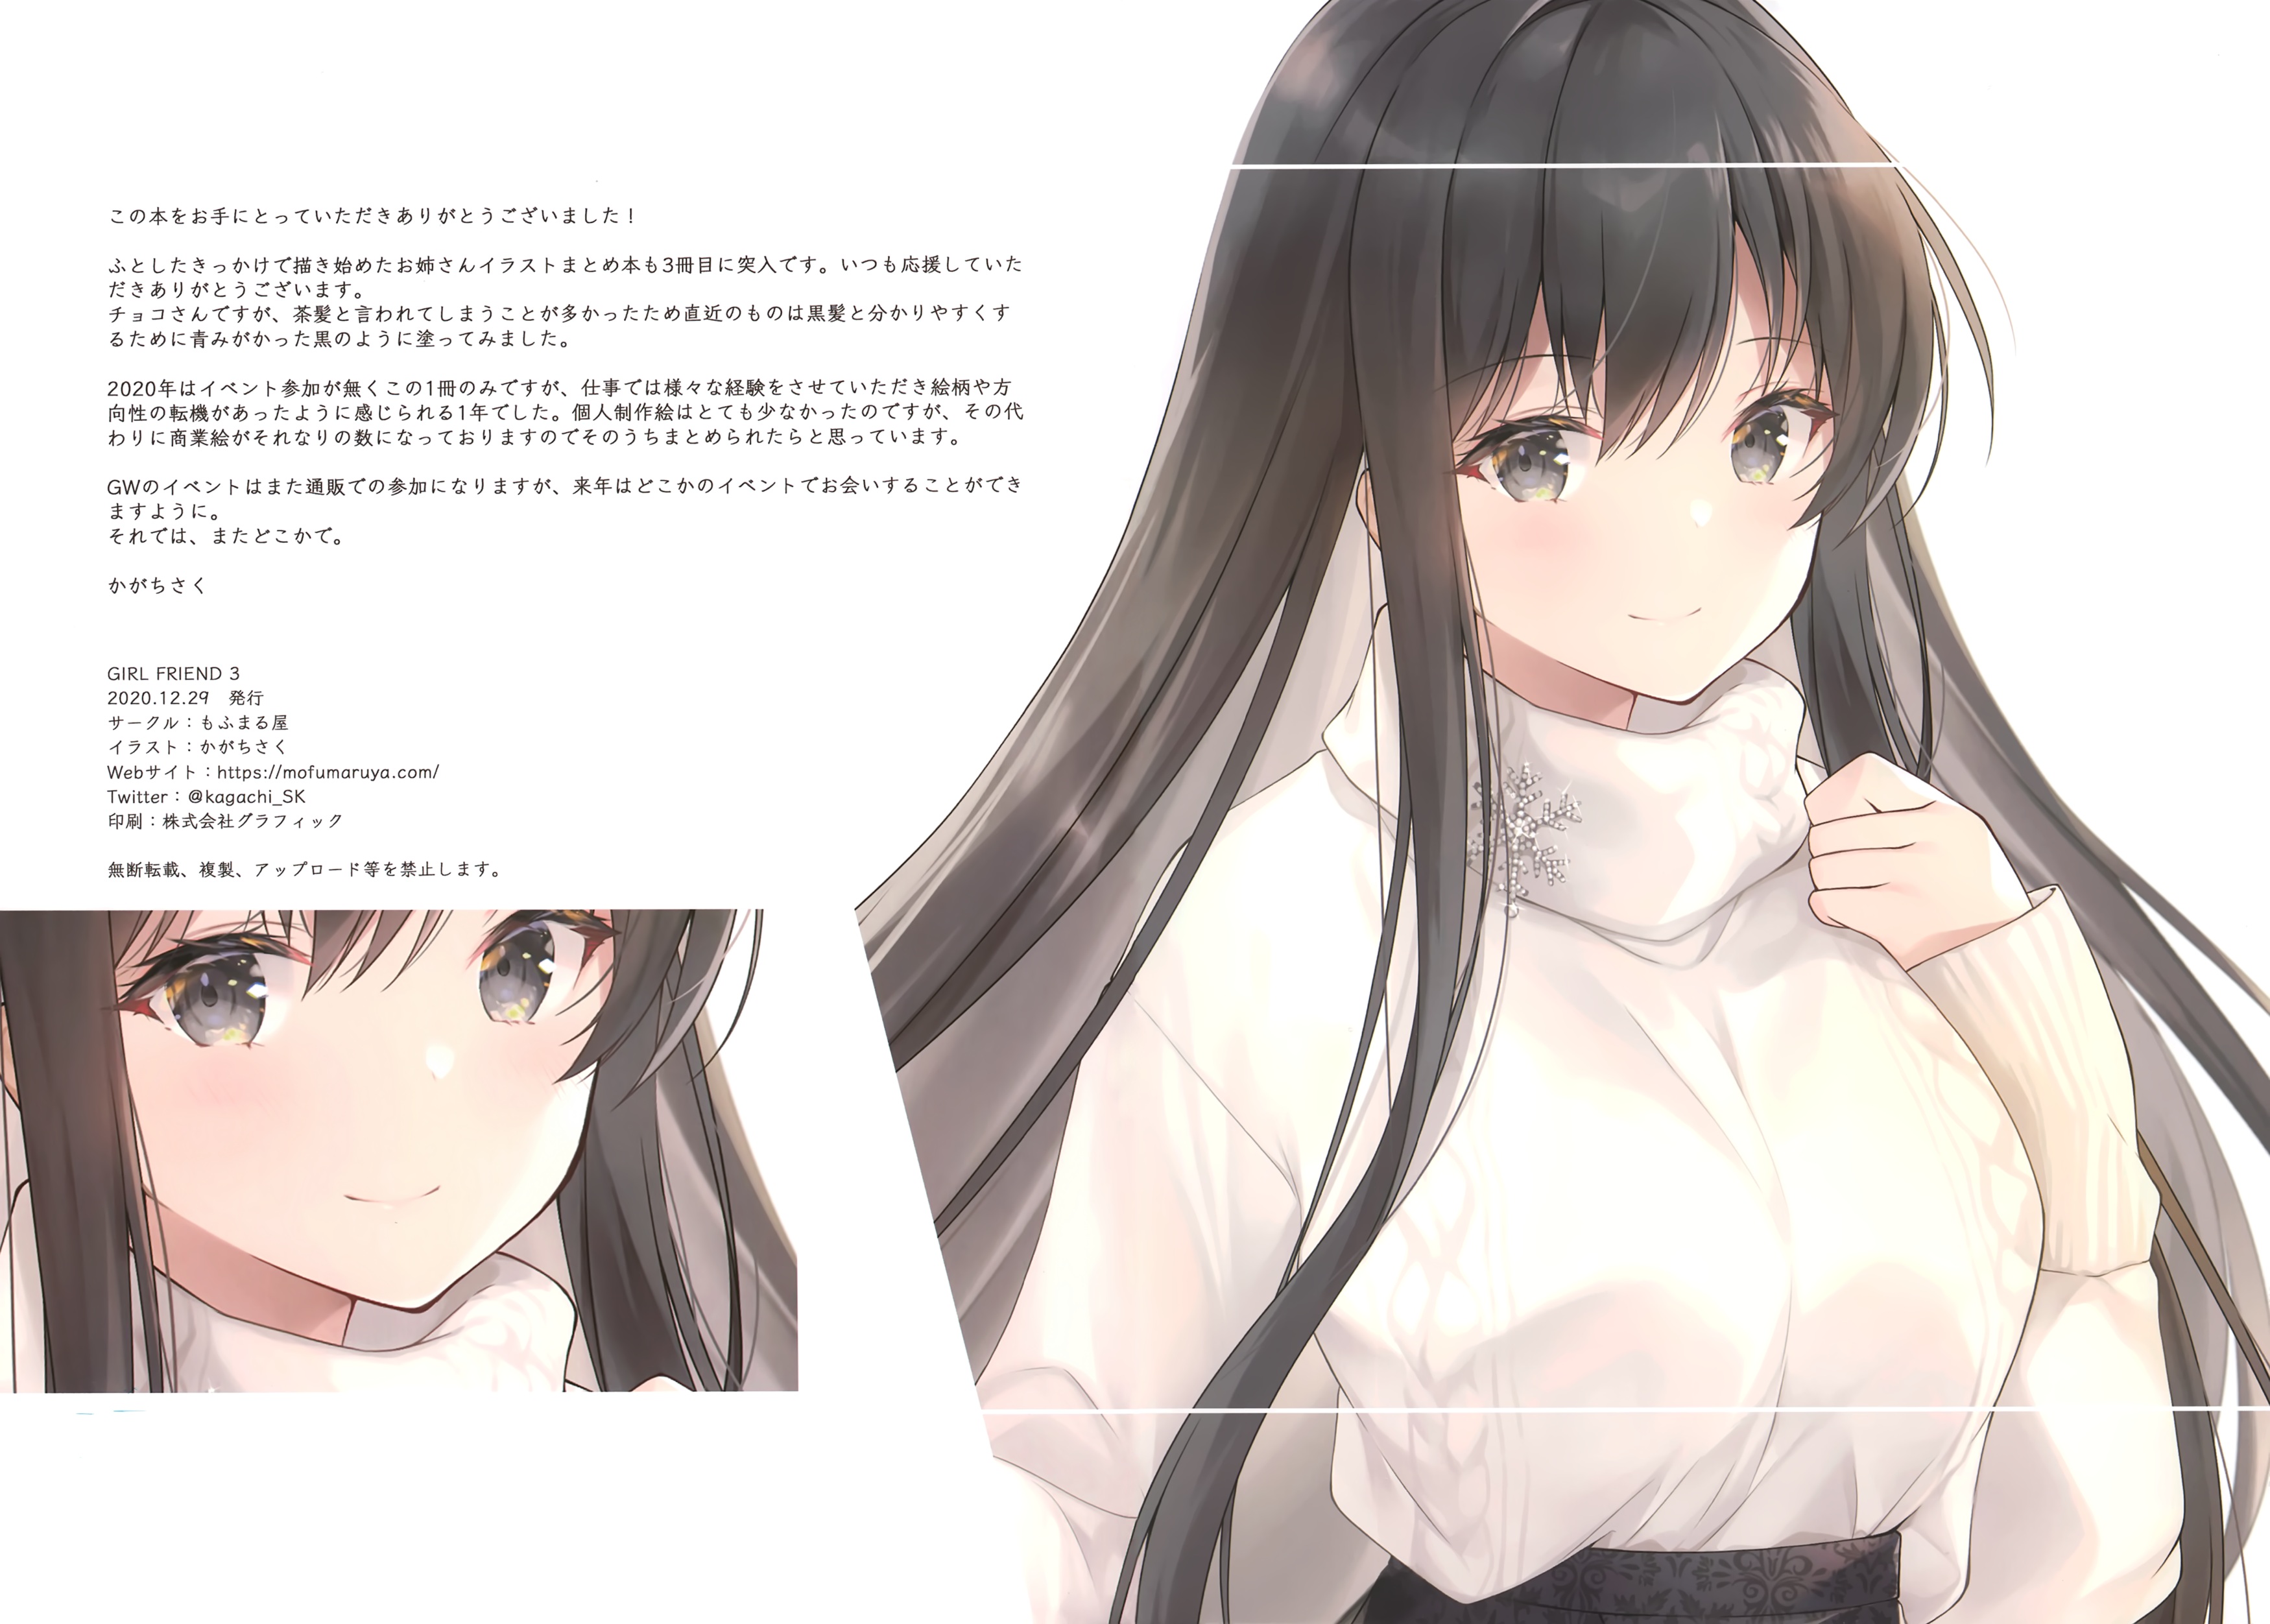 この本をお手にとっていただきありがとうございました！
ふとしたきっかけで描き始めたお姉さんイラストまとめ本も3冊目に突入です。いつも応援していた
だきありがとうございます。
チョコさんですが、茶髪と言われてしまうことが多かったため直近のものは黒髪と分かりやすくす
るために青みがかった黒のように塗ってみました。
2020年はイベント参加が無くこの1冊のみですが、仕事では様々な経験をさせていただき絵柄や方
向性の転機があったように感じられる1年でした。個人制作絵はとても少なかったのですが、その代
わりに商業絵がそれなりの数になっておりますのでそのうちまとめられたらと思っています。
GWのイベントはまた通販での参加になりますが、来年はどこかのイベントでお会いすることができ
ますように。
それでは、またどこかで。
かがちさく
GIRL FRIEND 3
2020.12.29　発行
サークル：もふまる屋
イラスト：かがちさく
Webサイト：https://mofumaruya.com/
Twitter：@kagachi_SK
印刷：株式会社グラフィック
無断転載、複製、アップロード等を禁止します。